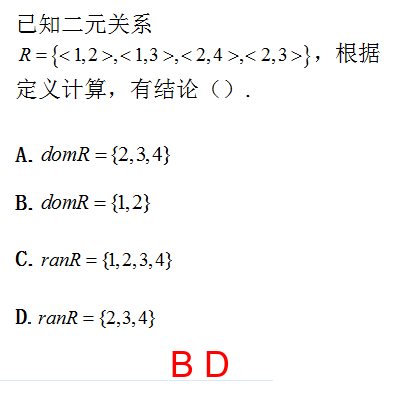 已知二元关系
R={<1,2>,<1,3>,<2,4>,<2,3>}，根据
定义计算，有结论（）.
A. domR={2,3,4}
B. domR={1,2}
C. ranR={1,2,3,4}
D. ranR={2,3,4}
B D